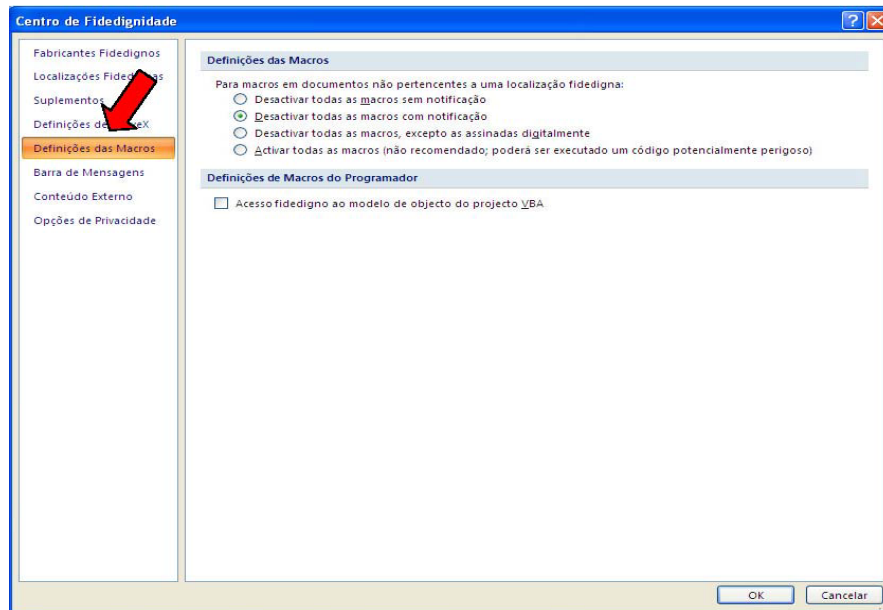 Centro de Fidedignidade
Fabricantes Fidedignos
Localizações
Suplementos
Definições de
Definições das Macros
Barra de Mensagens
Conteúdo Externo
Opções de Privacidade
Definições das Macros
Para macros em documentos não pertencentes a uma localização fidedigna:
Desactivar todas as macros sem notificação
Desactivar todas as macros com notificação
Desactivar todas as macros, excepto as assinadas digitalmente
Activar todas as macros (não recomendado; poderá ser executado um código potencialmente perigoso)
Definições de Macros do Programador
Acesso fidedigno ao modelo de objecto do projecto VBA
OK
Cancelar